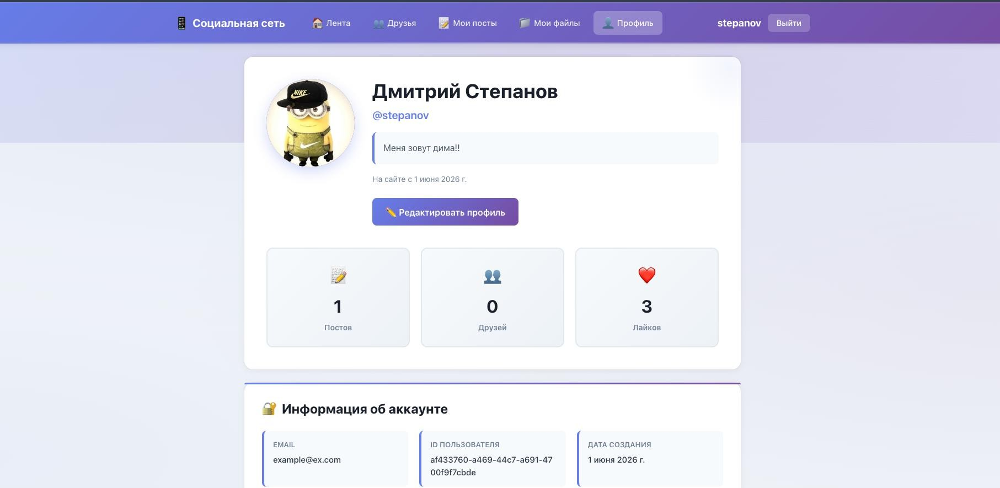 Социальная сеть
Лента
Друзья
Мои посты
Мои файлы
Профиль
stepanov
Выйти
NIKE
Дмитрий Степанов
@stepanov
Меня зовут дима!!
На сайте с 1 июня 2026 г.
Редактировать профиль
1
Постов
0
Друзей
3
Лайков
Информация об аккаунте
EMAIL
example@ex.com
ID ПОЛЬЗОВАТЕЛЯ
af433760-a469-44c7-a691-47
00f9f7cbde
ДАТА СОЗДАНИЯ
1 июня 2026 г.